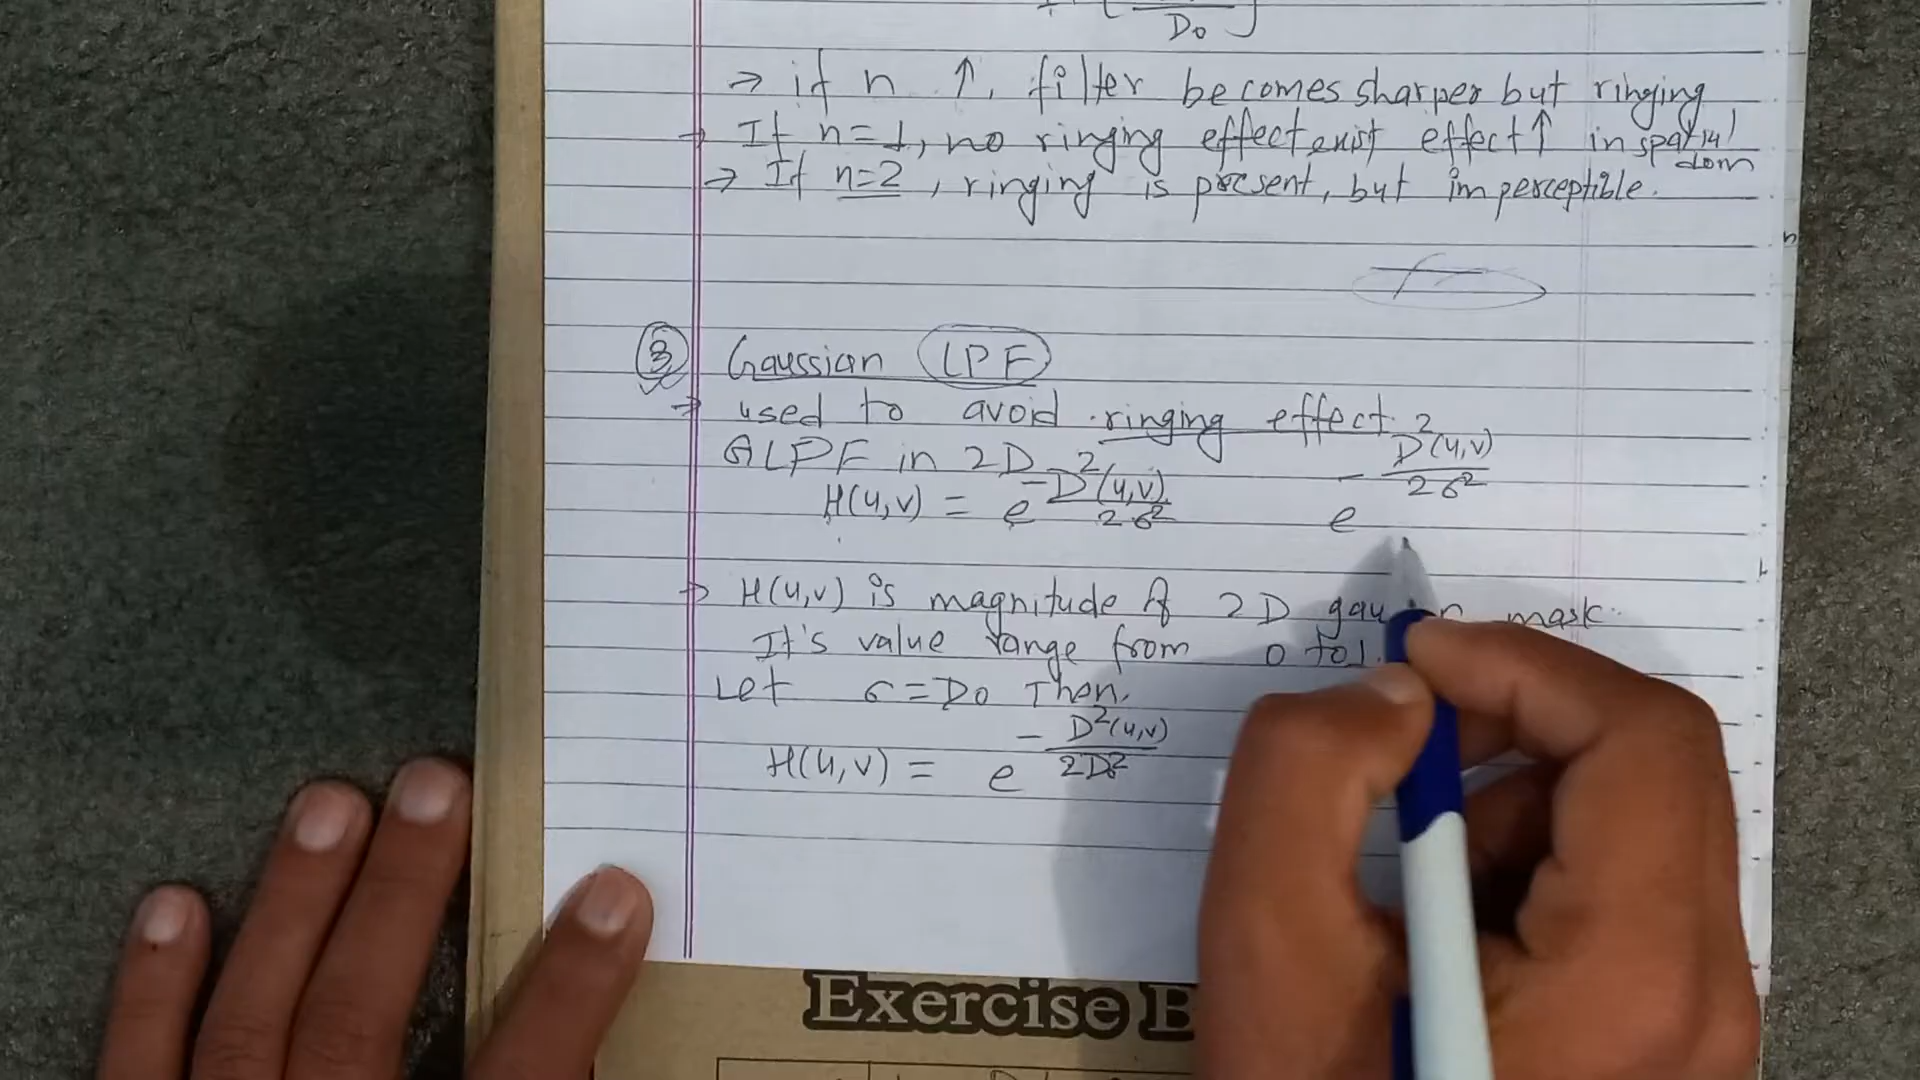 D₀
→ if n ↑, filter becomes sharper but ringing
→ If n=1, no ringing effect exist effect↑ in spatial dom
→ If n=2, ringing is present, but imperceptible.
③ Gaussian LPF
→ used to avoid ringing effect.
GLPF in 2D
H(u,v) = e^-D²(u,v)/2σ² e^-D²(u,v)/2σ²
→ H(u,v) is magnitude of 2D mask.
It's value range from 0 to 1.
Let σ=D₀ Then,
H(u,v) = e^-D²(u,v)/2D₀²
Exercise